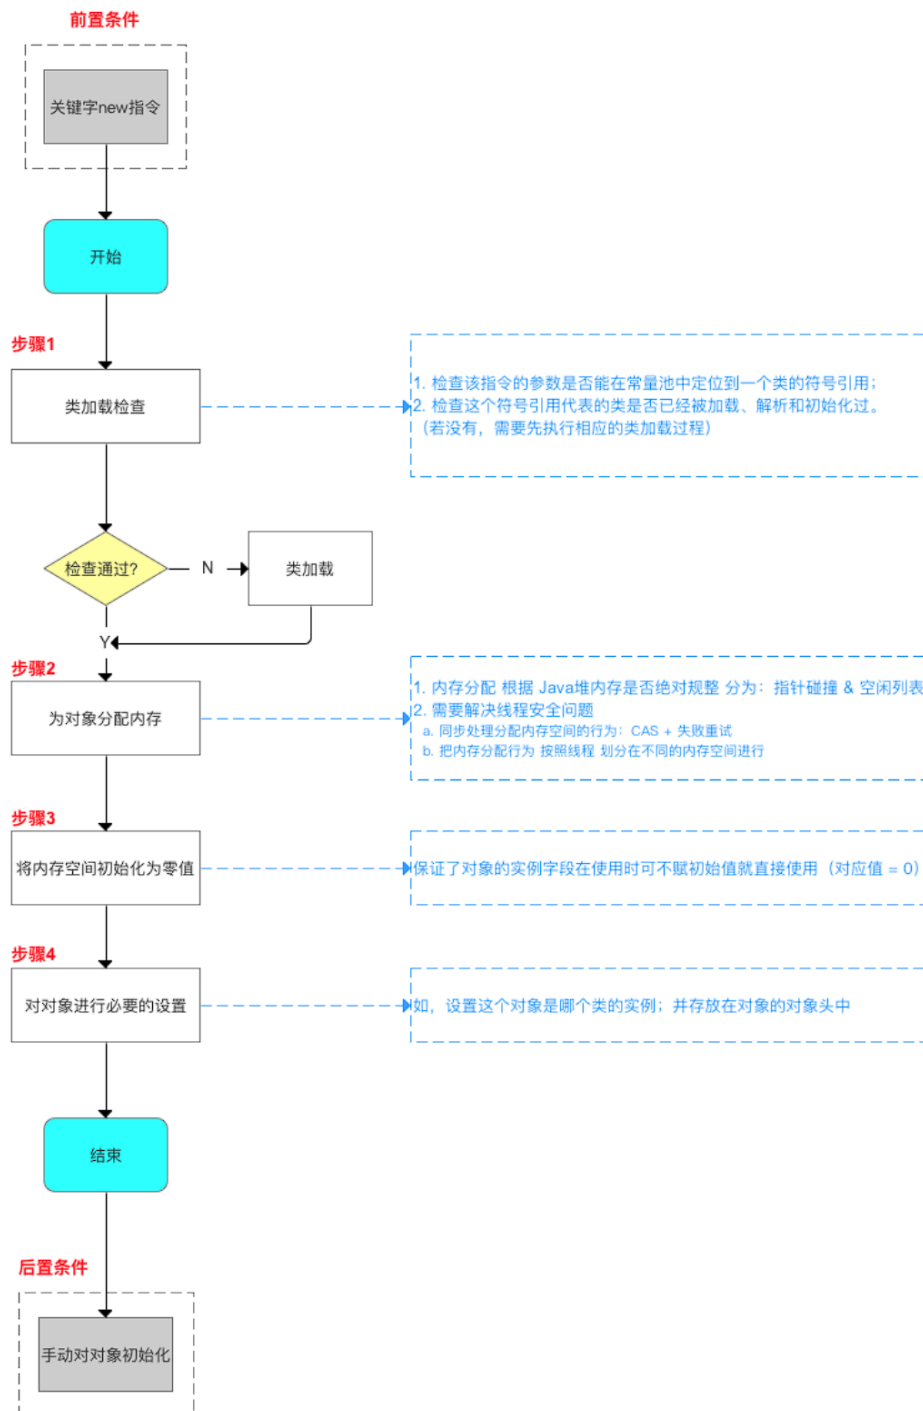 前置条件
关键字new指令
开始
步骤1
类加载检查
1. 检查该指令的参数是否能在常量池中定位到一个类的符号引用；
2. 检查这个符号引用代表的类是否已经被加载、解析和初始化过。
（若没有，需要先执行相应的类加载过程）
检查通过?
N
类加载
Y
步骤2
为对象分配内存
1. 内存分配 根据 Java堆内存是否绝对规整 分为：指针碰撞 & 空闲列表
2. 需要解决线程安全问题
a. 同步处理分配内存空间的行为：CAS + 失败重试
b. 把内存分配行为 按照线程 划分在不同的内存空间进行
步骤3
将内存空间初始化为零值
保证了对象的实例字段在使用时可不赋初始值就直接使用（对应值 = 0）
步骤4
对对象进行必要的设置
如，设置这个对象是哪个类的实例；并存放在对象的对象头中
结束
后置条件
手动对对象初始化